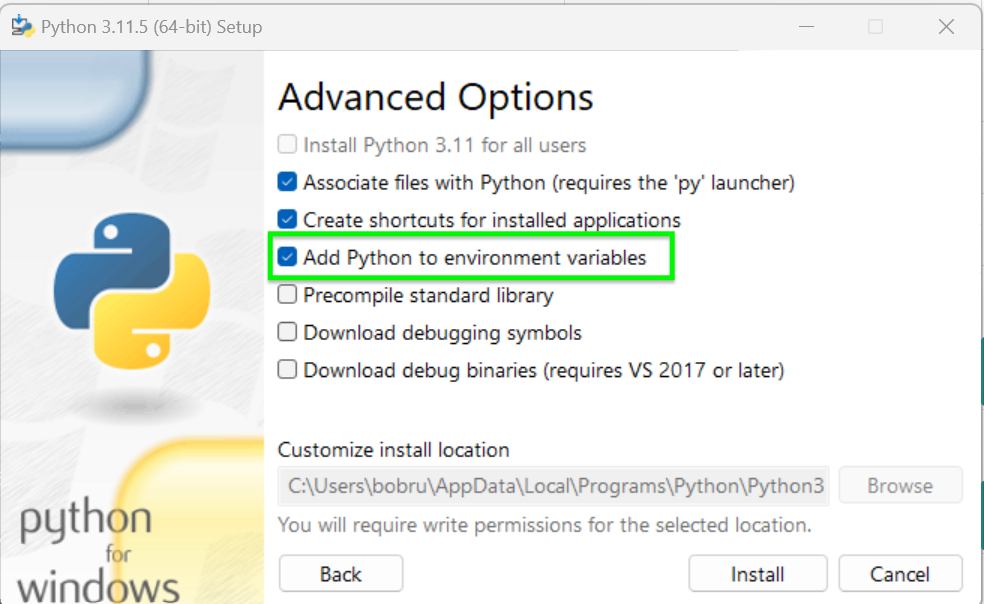 Python 3.11.5 (64-bit) Setup
Advanced Options
Install Python 3.11 for all users
Associate files with Python (requires the 'py' launcher)
Create shortcuts for installed applications
Add Python to environment variables
Precompile standard library
Download debugging symbols
Download debug binaries (requires VS 2017 or later)
Customize install location
C:\Users\bobru\AppData\Local\Programs\Python\Python3
Browse
You will require write permissions for the selected location.
python
for
windows
Back
Install
Cancel